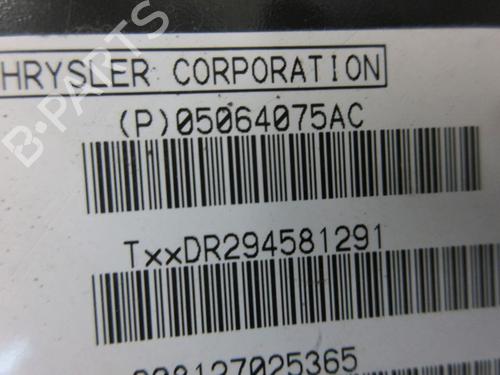 HRYSLER CORPORATION
(P)05064075AC
TxxDR294581291
B-PARTS